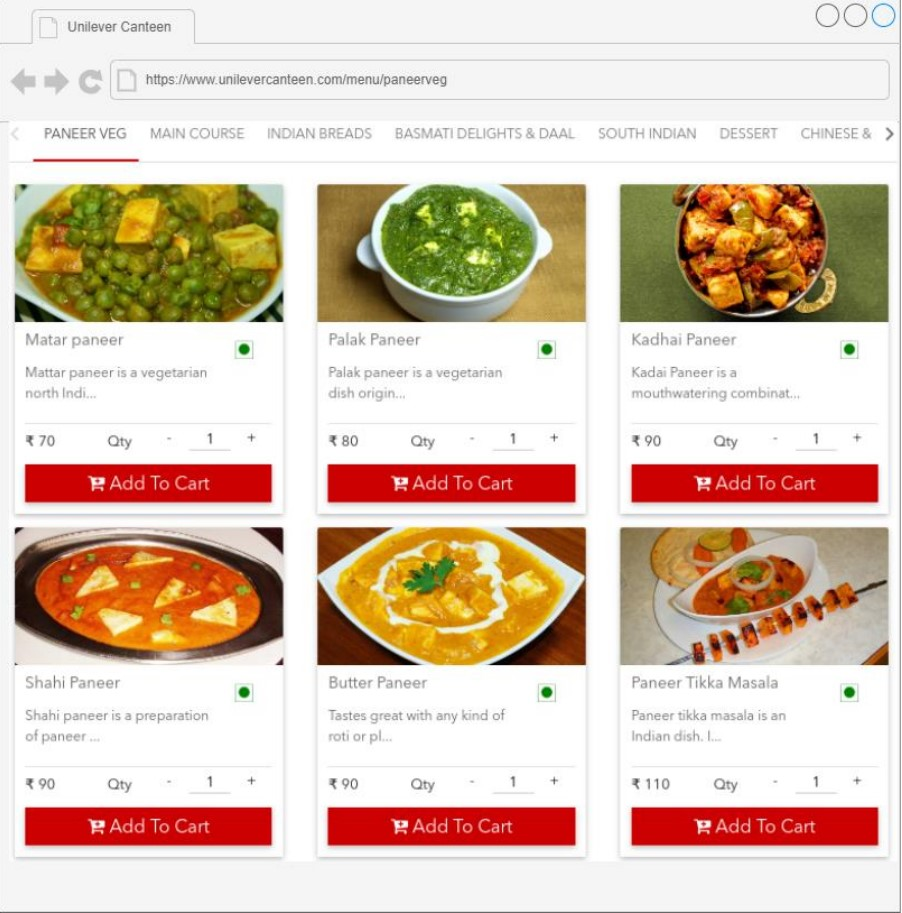 Unilever Canteen
https://www.unilevercanteen.com/menu/paneerveg
PANEER VEG MAIN COURSE INDIAN BREADS BASMATI DELIGHTS & DAAL SOUTH INDIAN DESSERT CHINESE &
Matar paneer
Mattar paneer is a vegetarian
north Indi...
₹ 70 Qty - 1 +
Add To Cart
Palak Paneer
Palak paneer is a vegetarian
dish origin...
₹ 80 Qty - 1 +
Add To Cart
Kadhai Paneer
Kadai Paneer is a
mouthwatering combinat...
₹ 90 Qty - 1 +
Add To Cart
Shahi Paneer
Shahi paneer is a preparation
of paneer ...
₹ 90 Qty - 1 +
Add To Cart
Butter Paneer
Tastes great with any kind of
roti or pl...
₹ 90 Qty - 1 +
Add To Cart
Paneer Tikka Masala
Paneer tikka masala is an
Indian dish. I...
₹ 110 Qty - 1 +
Add To Cart